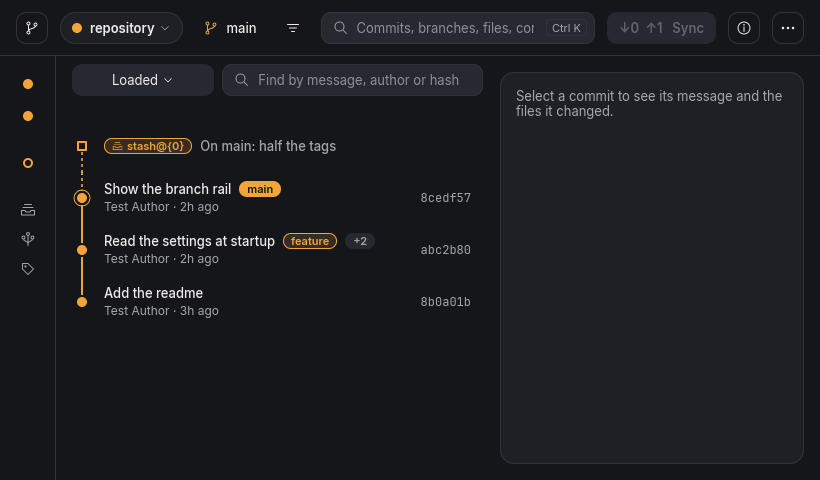 repository main Commits, branches, files, cor Ctrl K ↓0 ↑1 Sync
Loaded Find by message, author or hash
Select a commit to see its message and the
files it changed.
stash@{0} On main: half the tags
Show the branch rail main
Test Author · 2h ago 8cedf57
Read the settings at startup feature +2
Test Author · 2h ago abc2b80
Add the readme
Test Author · 3h ago 8b0a01b